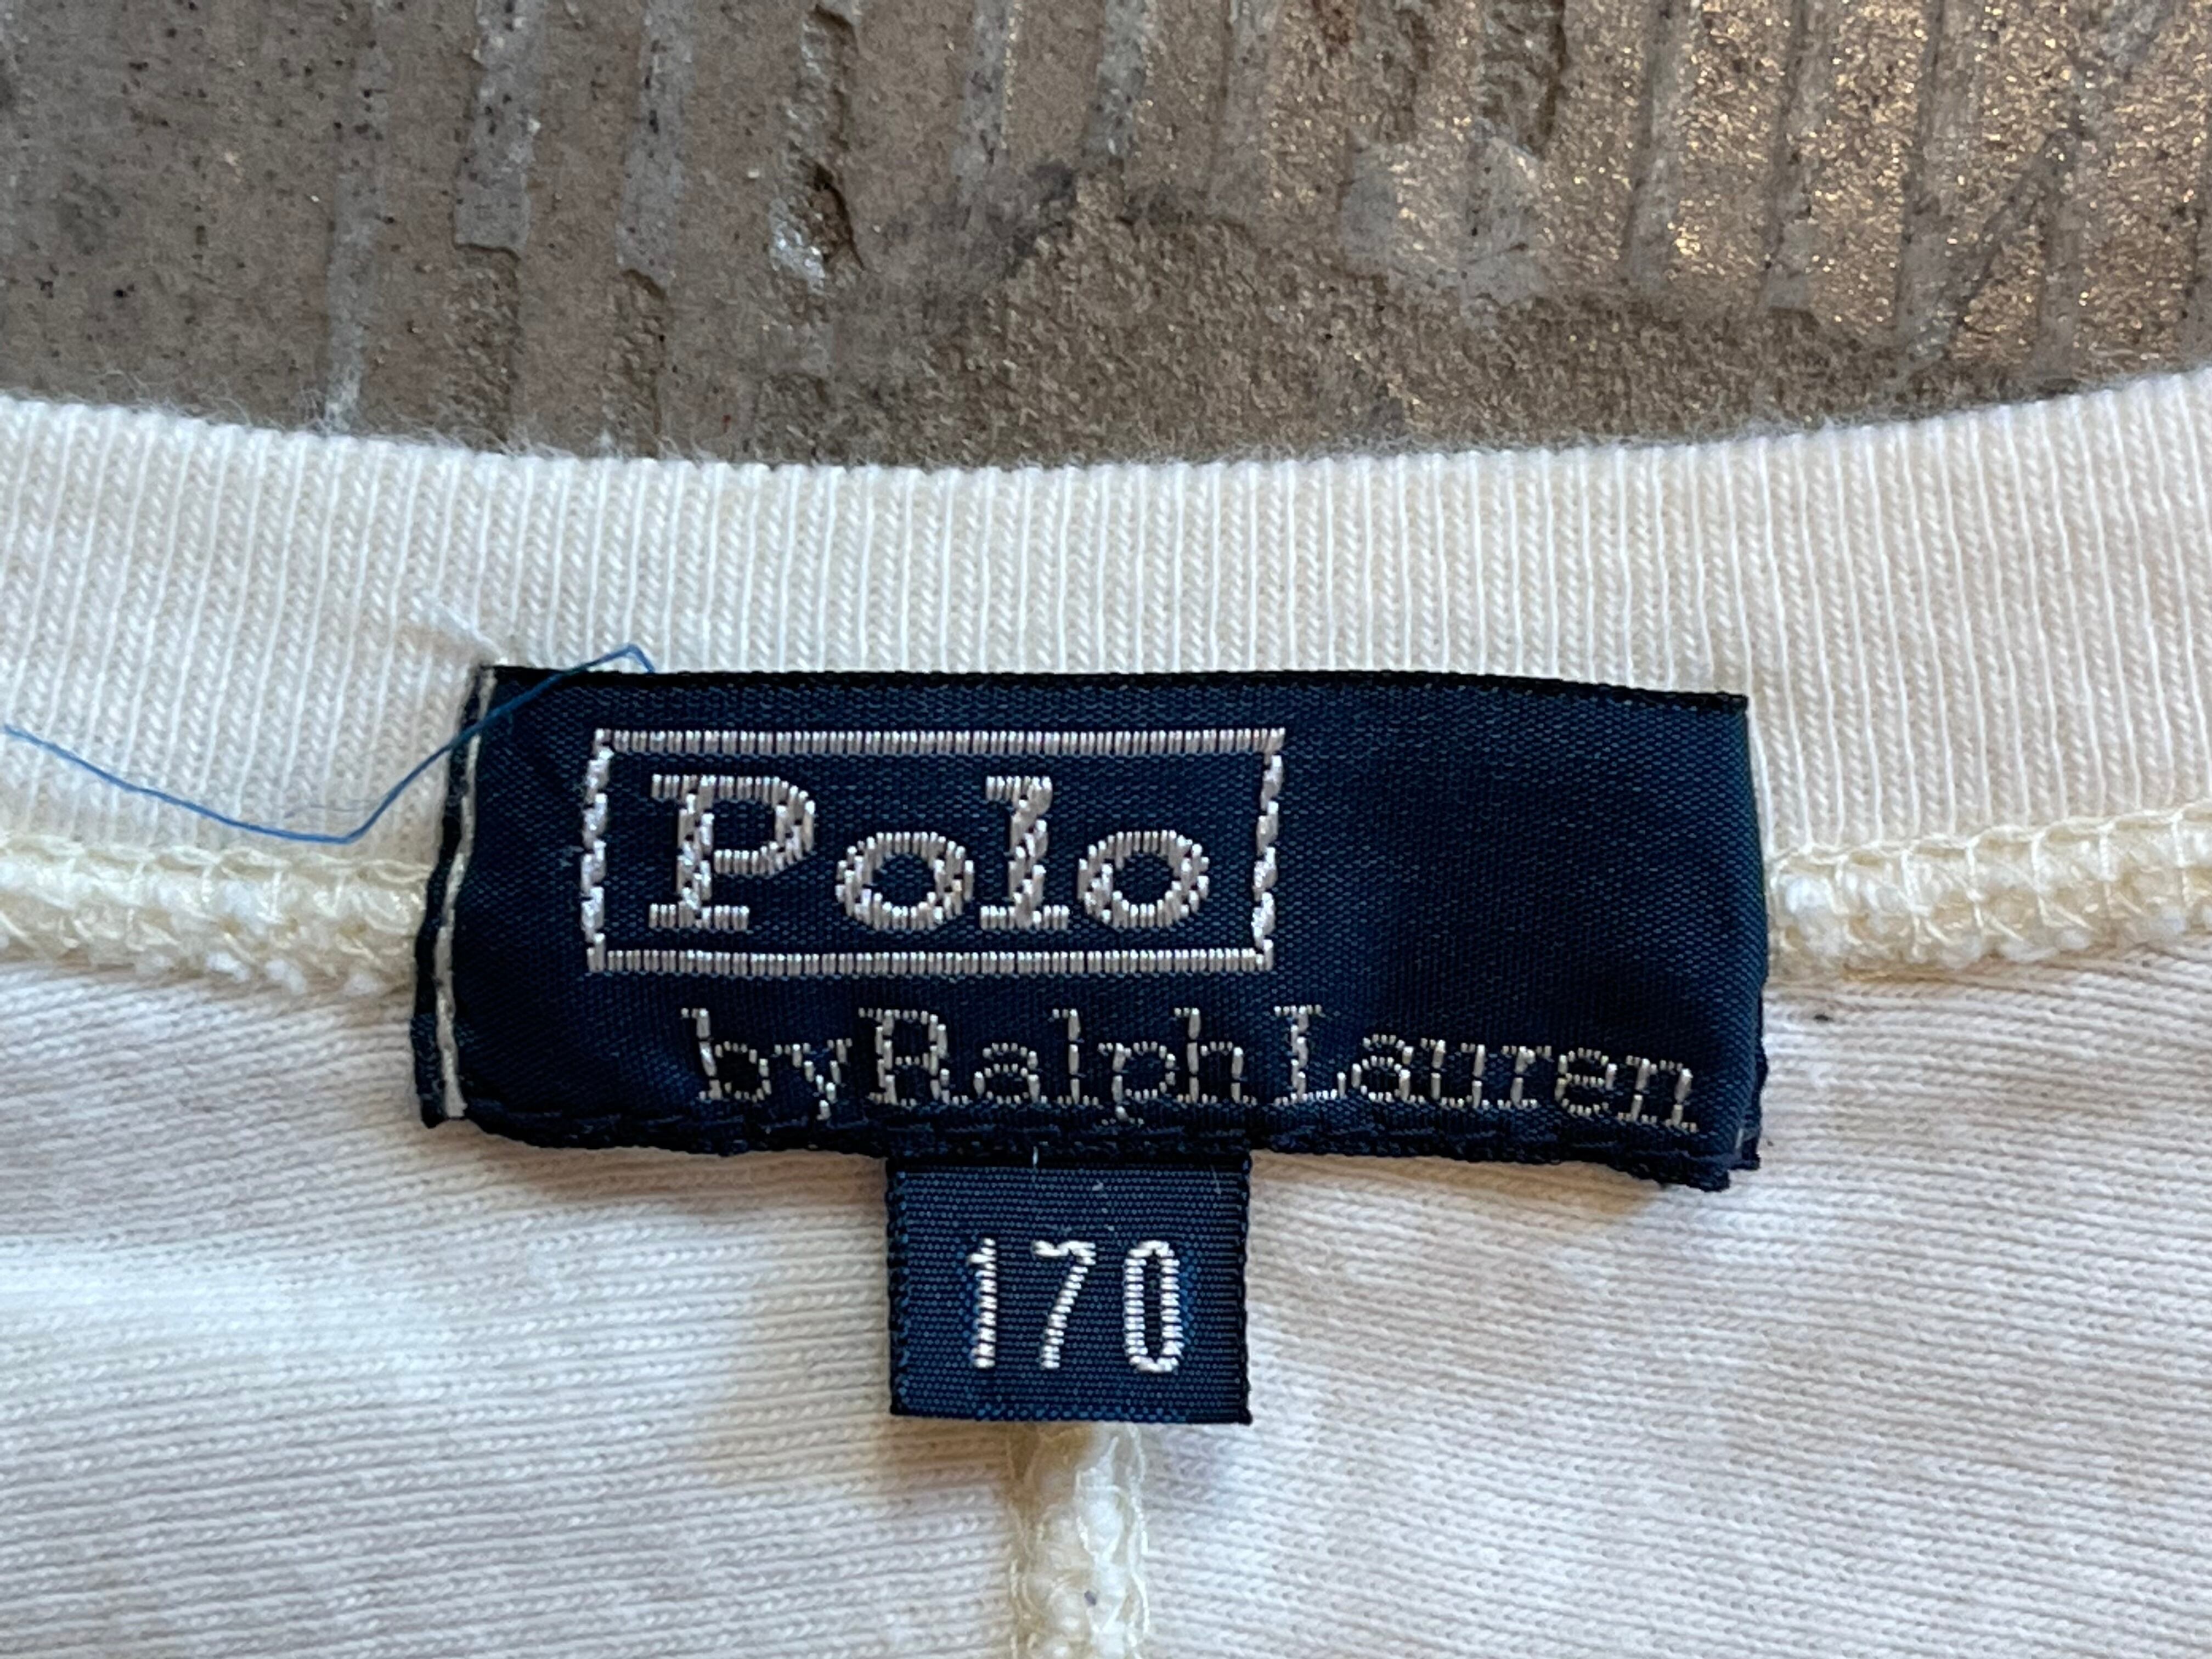 Polo
by Ralph Lauren
170